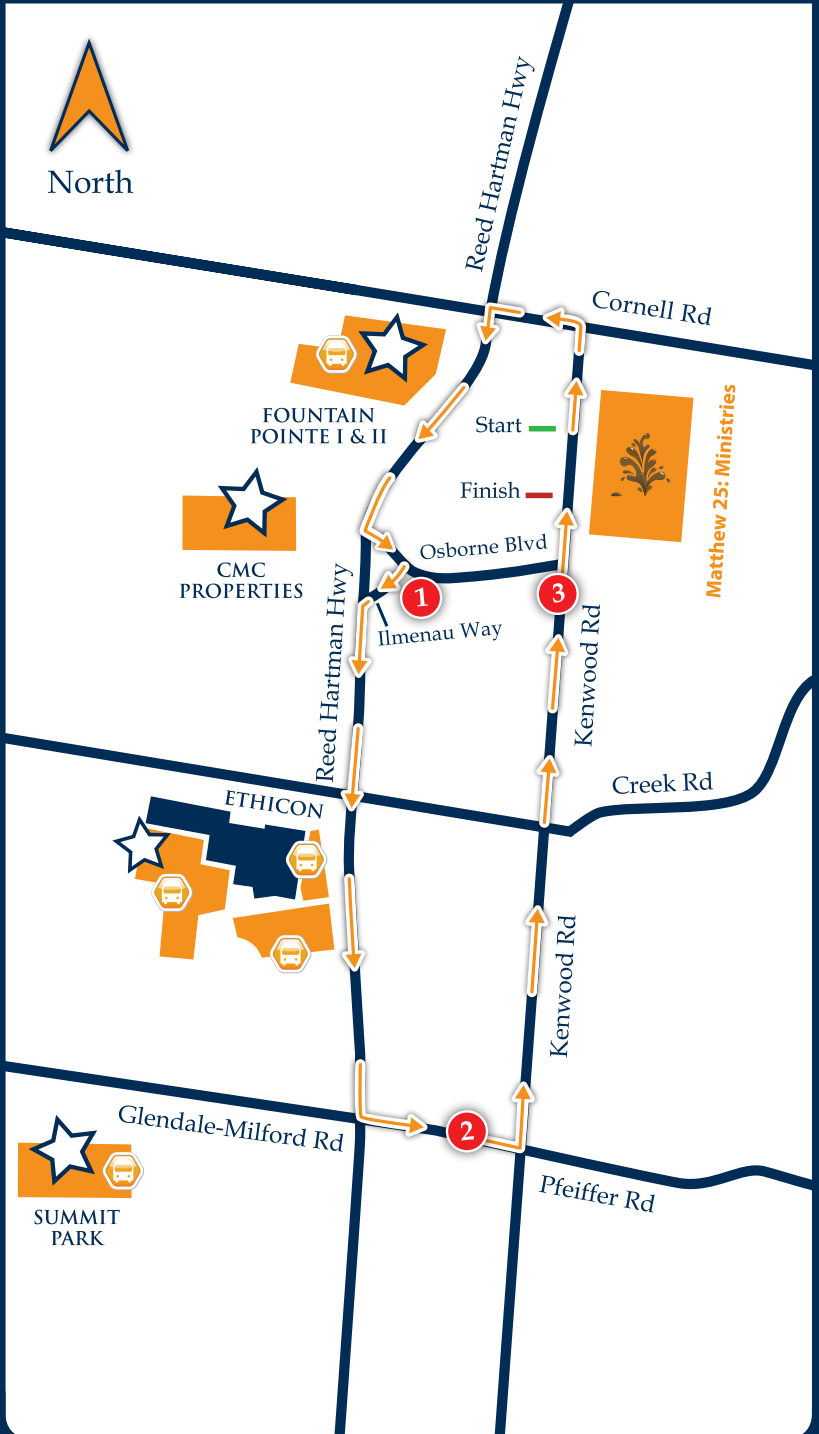 North
Reed Hartman Hwy
Cornell Rd
FOUNTAIN
POINTE I & II
Start
Finish
Matthew 25: Ministries
CMC
PROPERTIES
Osborne Blvd
1
3
Ilmenau Way
Reed Hartman Hwy
Kenwood Rd
Creek Rd
ETHICON
Kenwood Rd
Glendale-Milford Rd
2
Pfeiffer Rd
SUMMIT
PARK